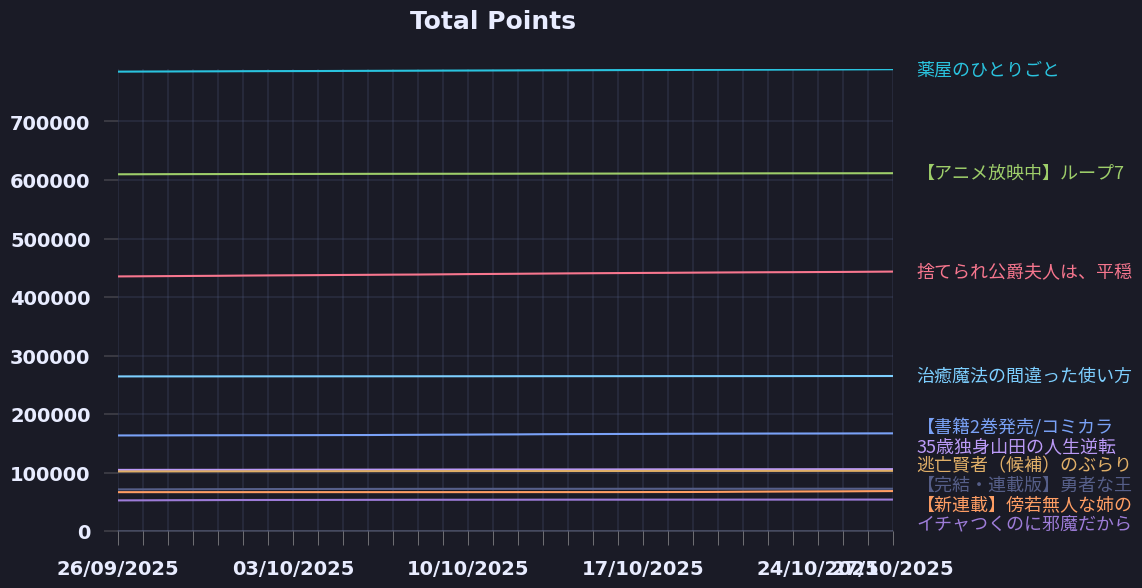 Total Points
薬屋のひとりごと
700000
【アニメ放映中】ループ7
600000
500000
捨てられ公爵夫人は、平穏
400000
300000
治癒魔法の間違った使い方
200000
【書籍2巻発売/コミカラ
35歳独身山田の人生逆転
逃亡賢者（候補）のぶらり
100000
【完結・連載版】勇者な王
【新連載】傍若無人な姉の
イチャつくのに邪魔だから
0
26/09/2025 03/10/2025 10/10/2025 17/10/2025 24/10/2025 27/10/2025